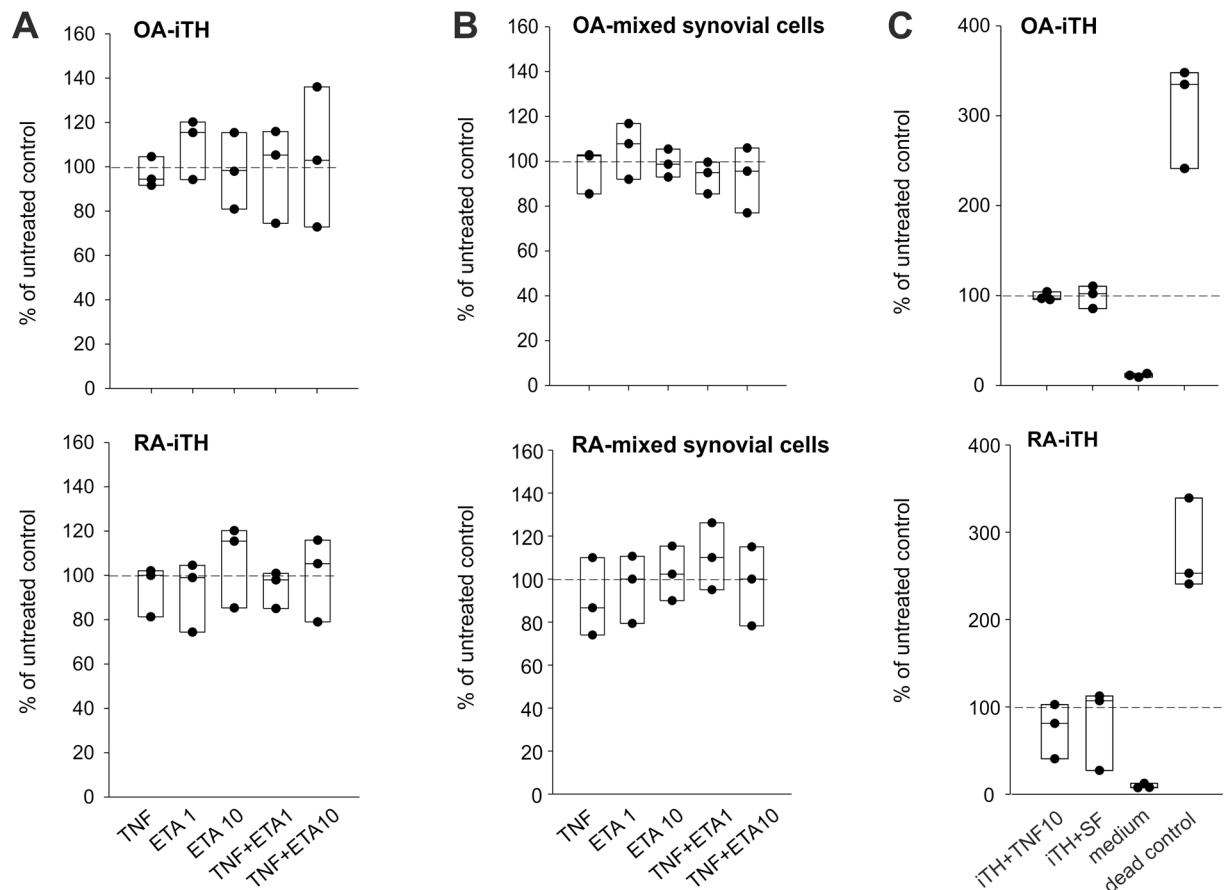 A
OA-iTH
% of untreated control
160
140
120
100
80
60
40
20
0
B
OA-mixed synovial cells
% of untreated control
160
140
120
100
80
60
40
20
0
C
OA-iTH
% of untreated control
400
300
200
100
0
RA-iTH
% of untreated control
160
140
120
100
80
60
40
20
0
TNF
ETA 1
ETA 10
TNF+ETA1
TNF+ETA10
RA-mixed synovial cells
% of untreated control
160
140
120
100
80
60
40
20
0
TNF
ETA 1
ETA 10
TNF+ETA1
TNF+ETA10
RA-iTH
% of untreated control
400
300
200
100
0
iTH+TNF10
iTH+SF
medium
dead control